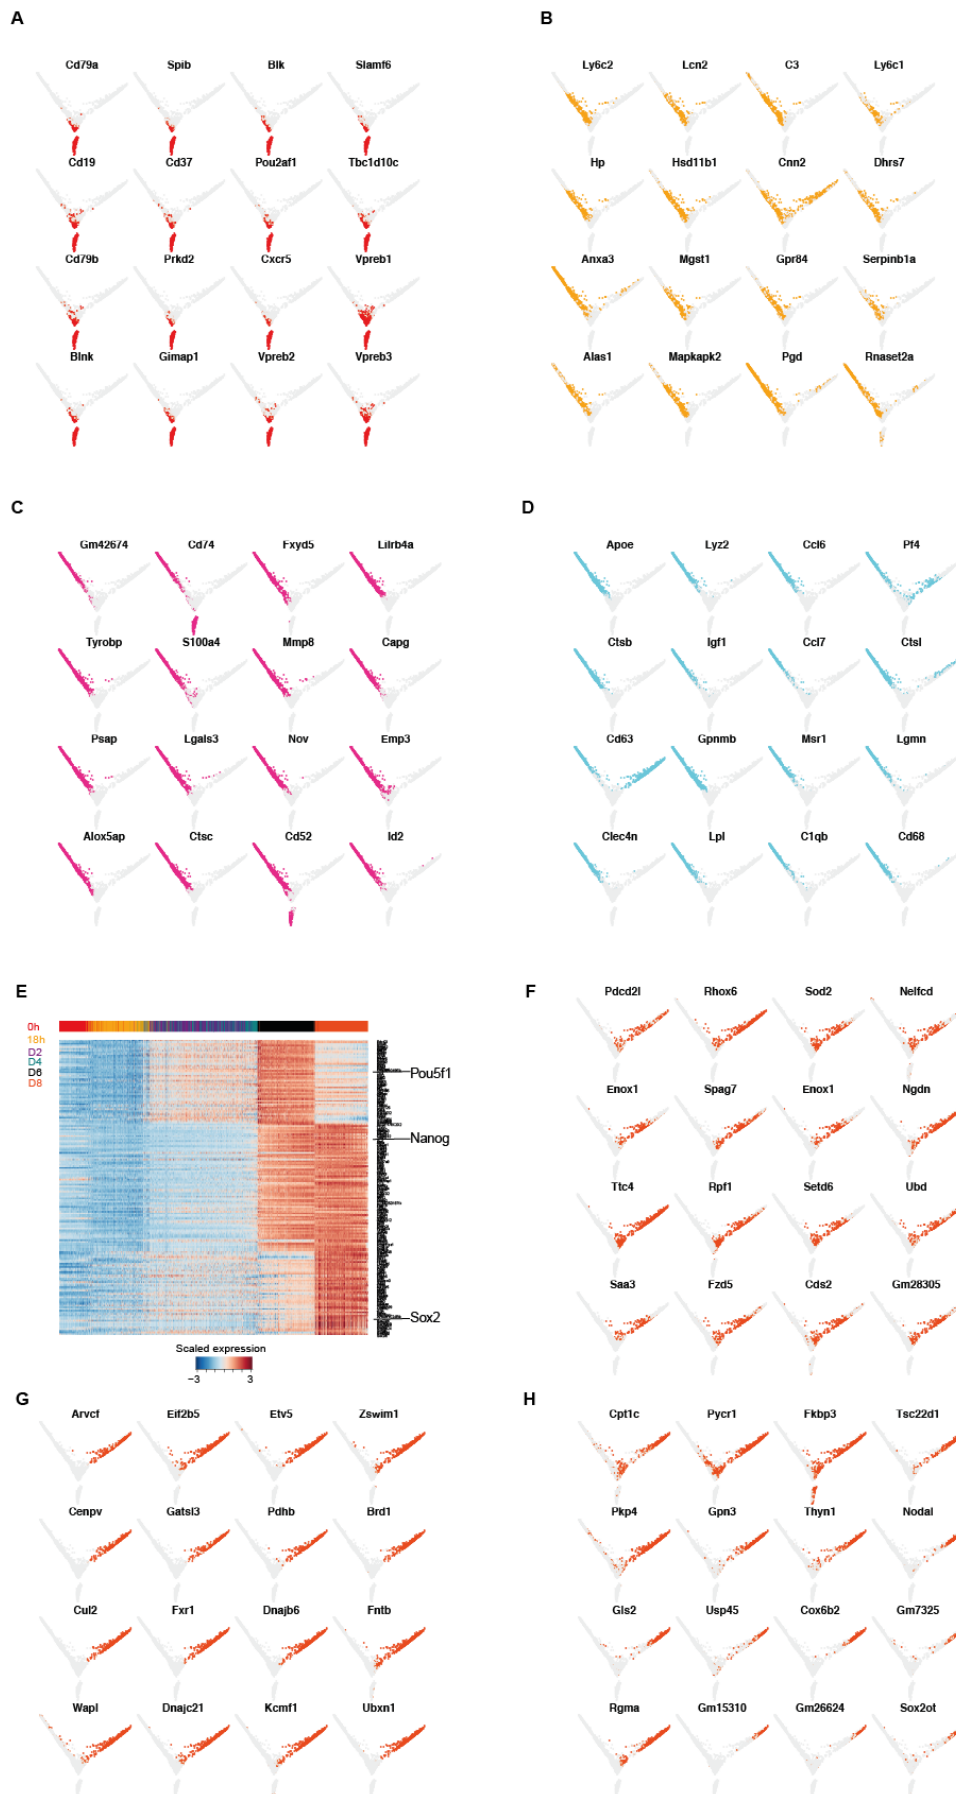 A
Cd79a Spib Blk Slamf6
Cd19 Cd37 Pou2af1 Tbc1d10c
Cd79b Prkd2 Cxcr5 Vpreb1
Blnk Gimap1 Vpreb2 Vpreb3
B
Ly6c2 Lcn2 C3 Ly6c1
Hp Hsd11b1 Cnn2 Dhrs7
Anxa3 Mgst1 Gpr84 Serpinb1a
Alas1 Mapkapk2 Pgd Rnaset2a
C
Gm42674 Cd74 Fxyd5 Lilrb4a
Tyrobp S100a4 Mmp8 Capg
Psap Lgals3 Nov Emp3
Alox5ap Ctsc Cd52 Id2
D
Apoe Lyz2 Ccl6 Pf4
Ctsb Igf1 Ccl7 Ctsl
Cd63 Gpnmb Msr1 Lgmn
Clec4n Lpl C1qb Cd68
E
0h
18h
D2
D4
D6
D8
Pou5f1
Nanog
Sox2
Scaled expression
−3 3
F
Pdcd2l Rhox6 Sod2 Nelfcd
Enox1 Spag7 Enox1 Ngdn
Ttc4 Rpf1 Setd6 Ubd
Saa3 Fzd5 Cds2 Gm28305
G
Arvcf Eif2b5 Etv5 Zswim1
Cenpv Gatsl3 Pdhb Brd1
Cul2 Fxr1 Dnajb6 Fntb
Wapl Dnajc21 Kcmf1 Ubxn1
H
Cpt1c Pycr1 Fkbp3 Tsc22d1
Pkp4 Gpn3 Thyn1 Nodal
Gls2 Usp45 Cox6b2 Gm7325
Rgma Gm15310 Gm26624 Sox2ot